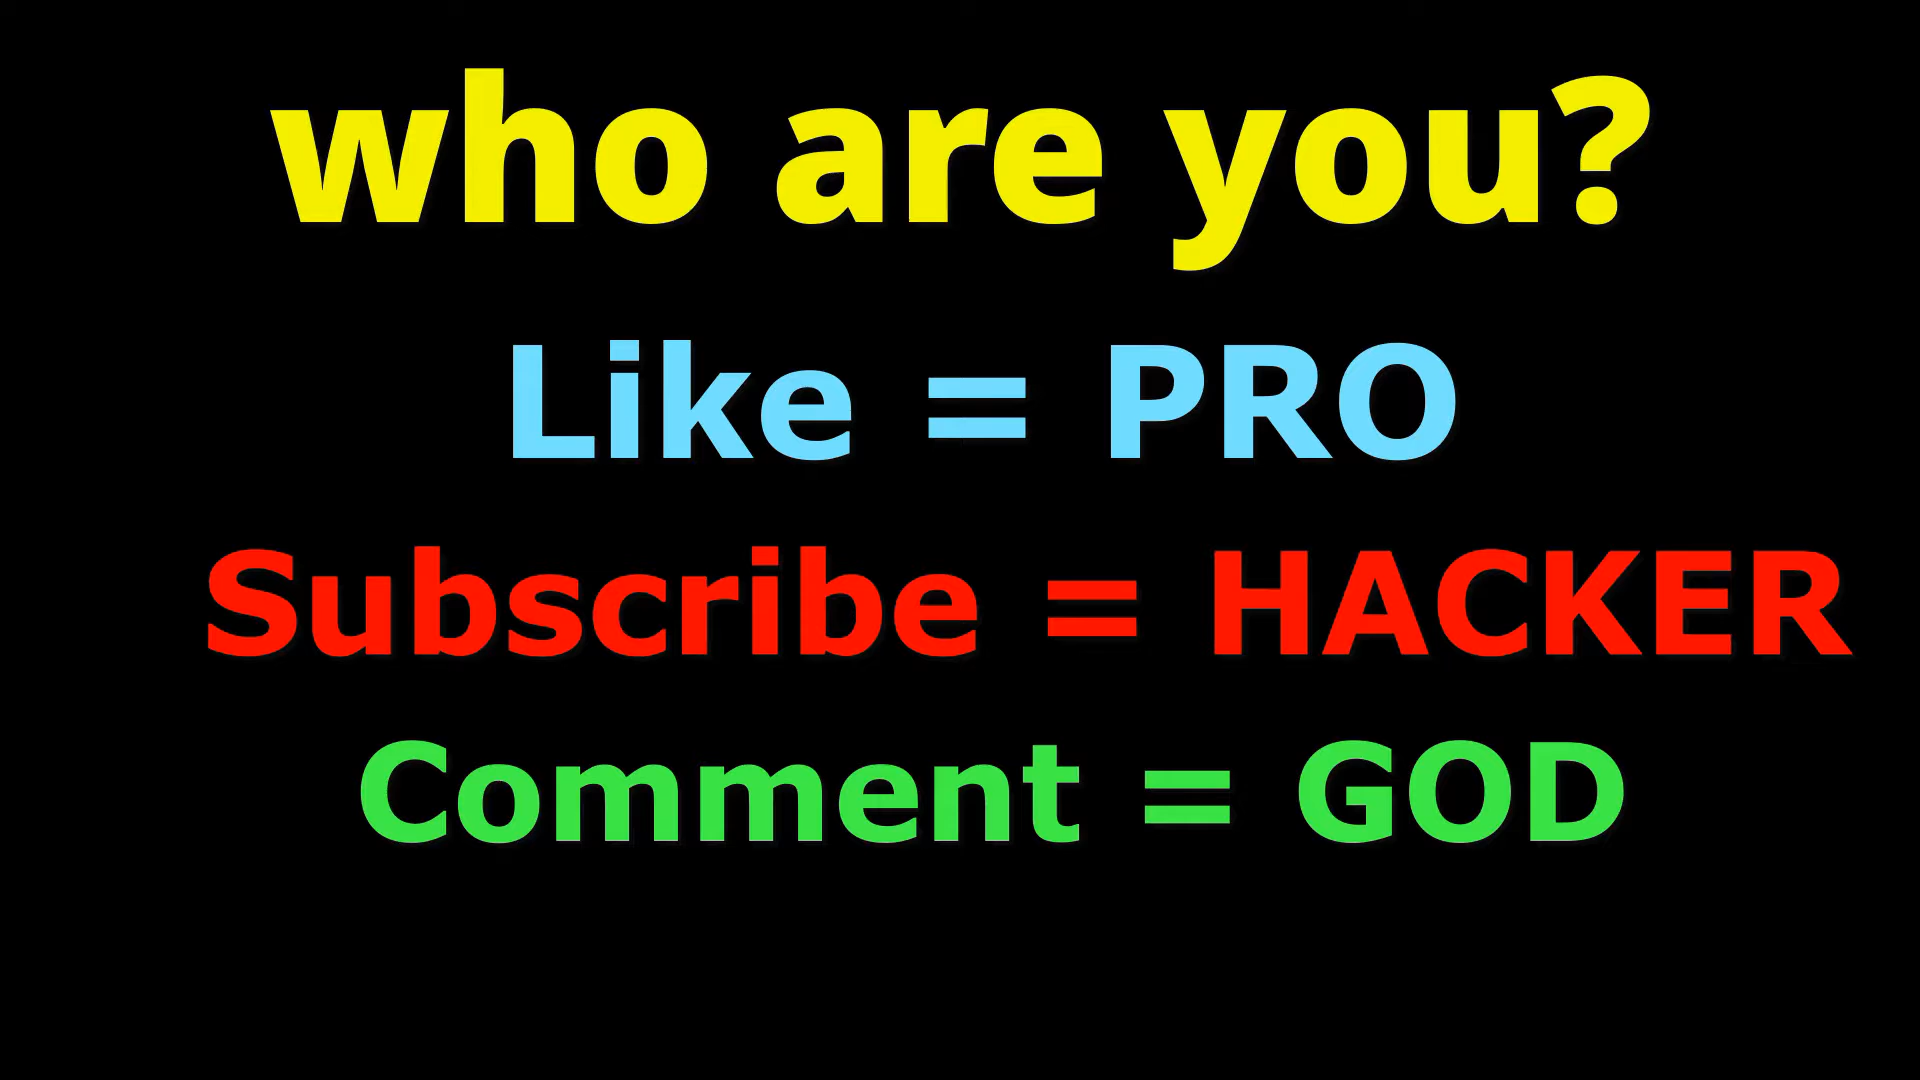 who are you?
Like = PRO
Subscribe = HACKER
Comment = GOD